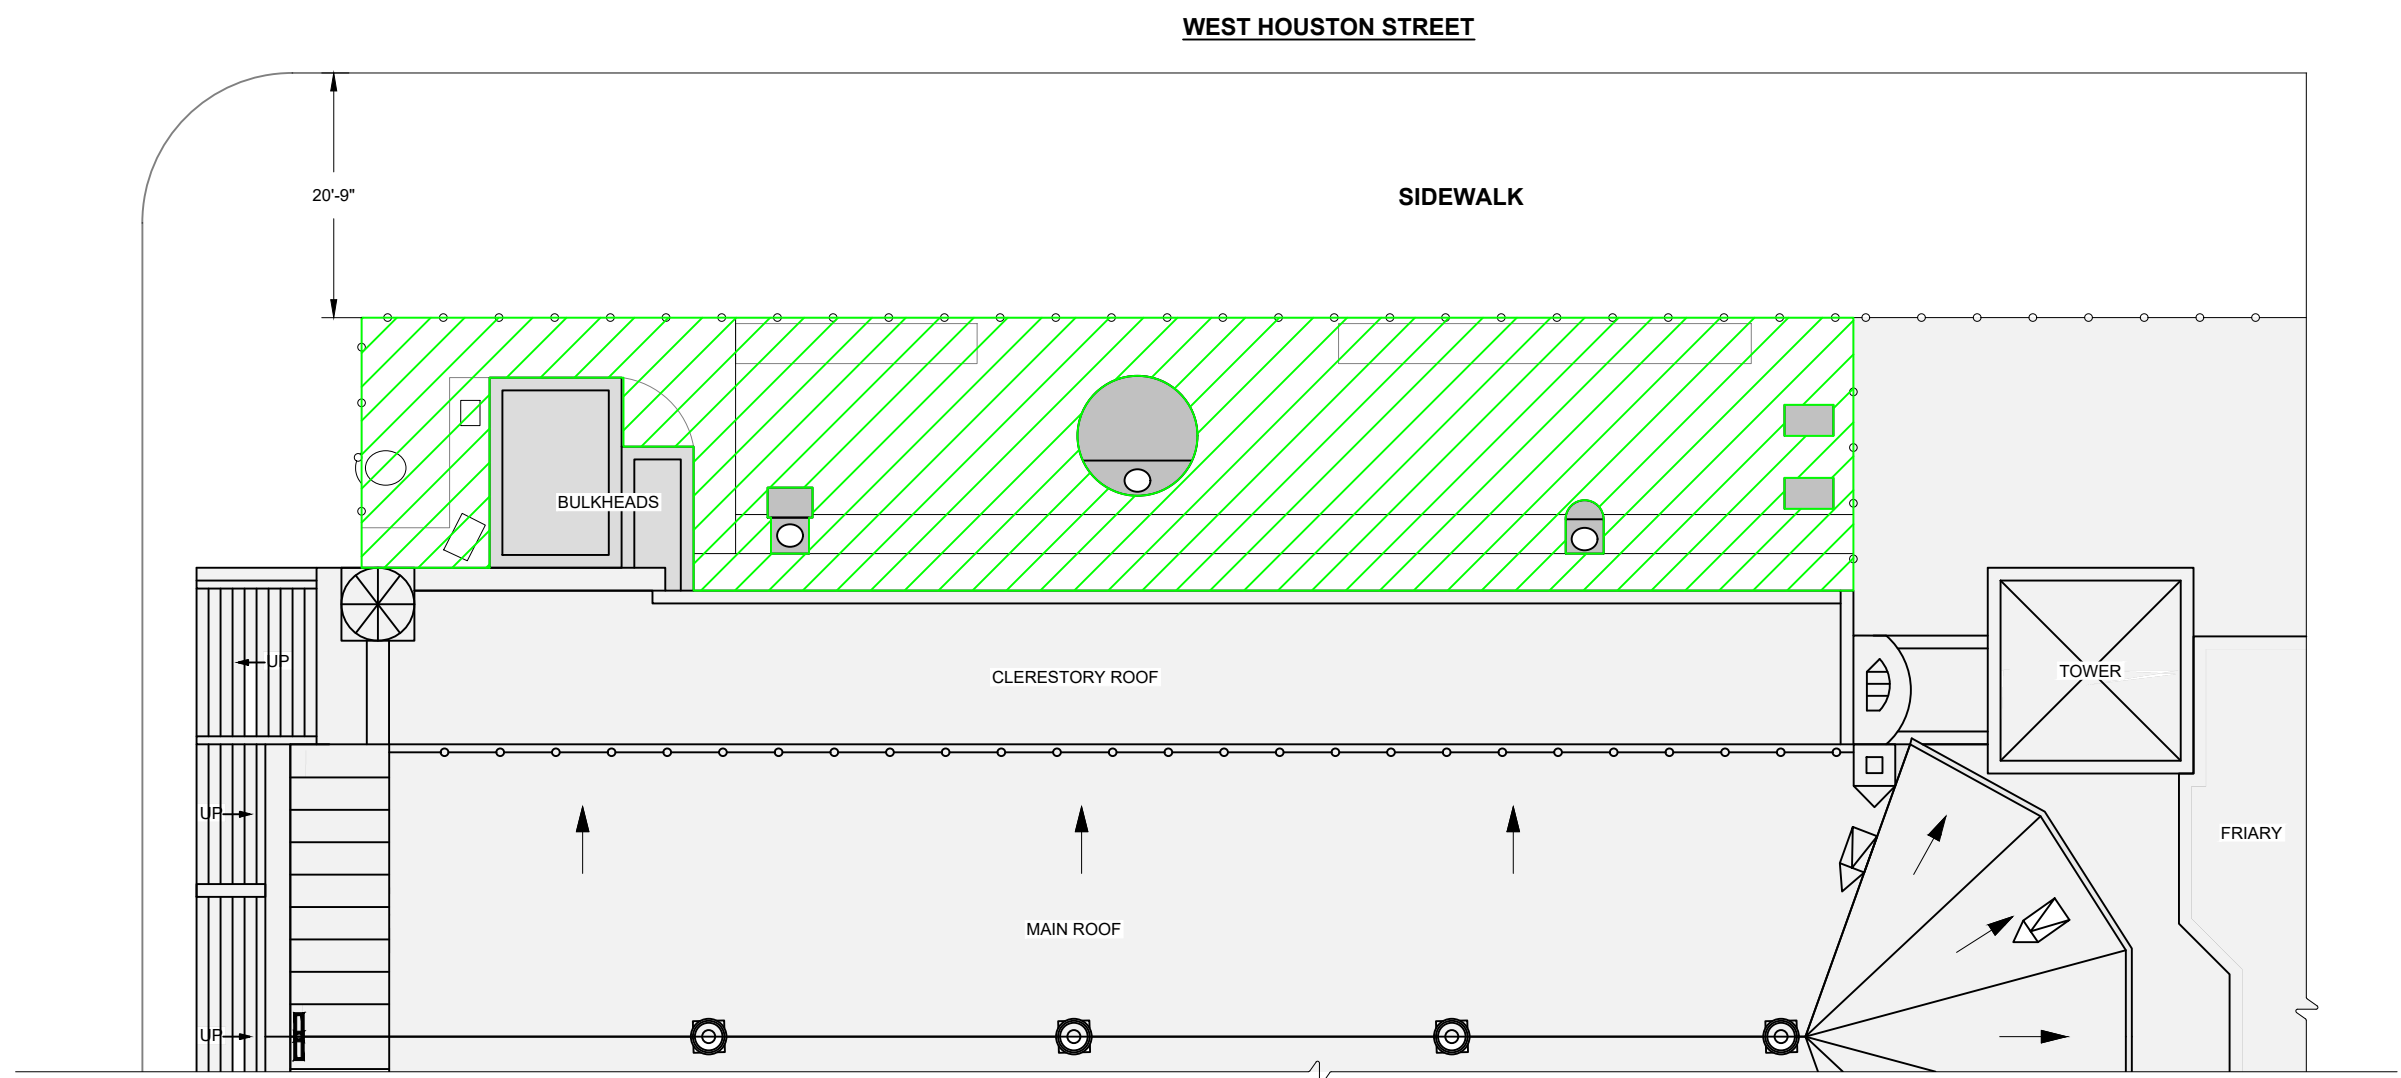 WEST HOUSTON STREET
20'-9"
SIDEWALK
BULKHEADS
UP
CLERESTORY ROOF
TOWER
UP
FRIARY
MAIN ROOF
UP